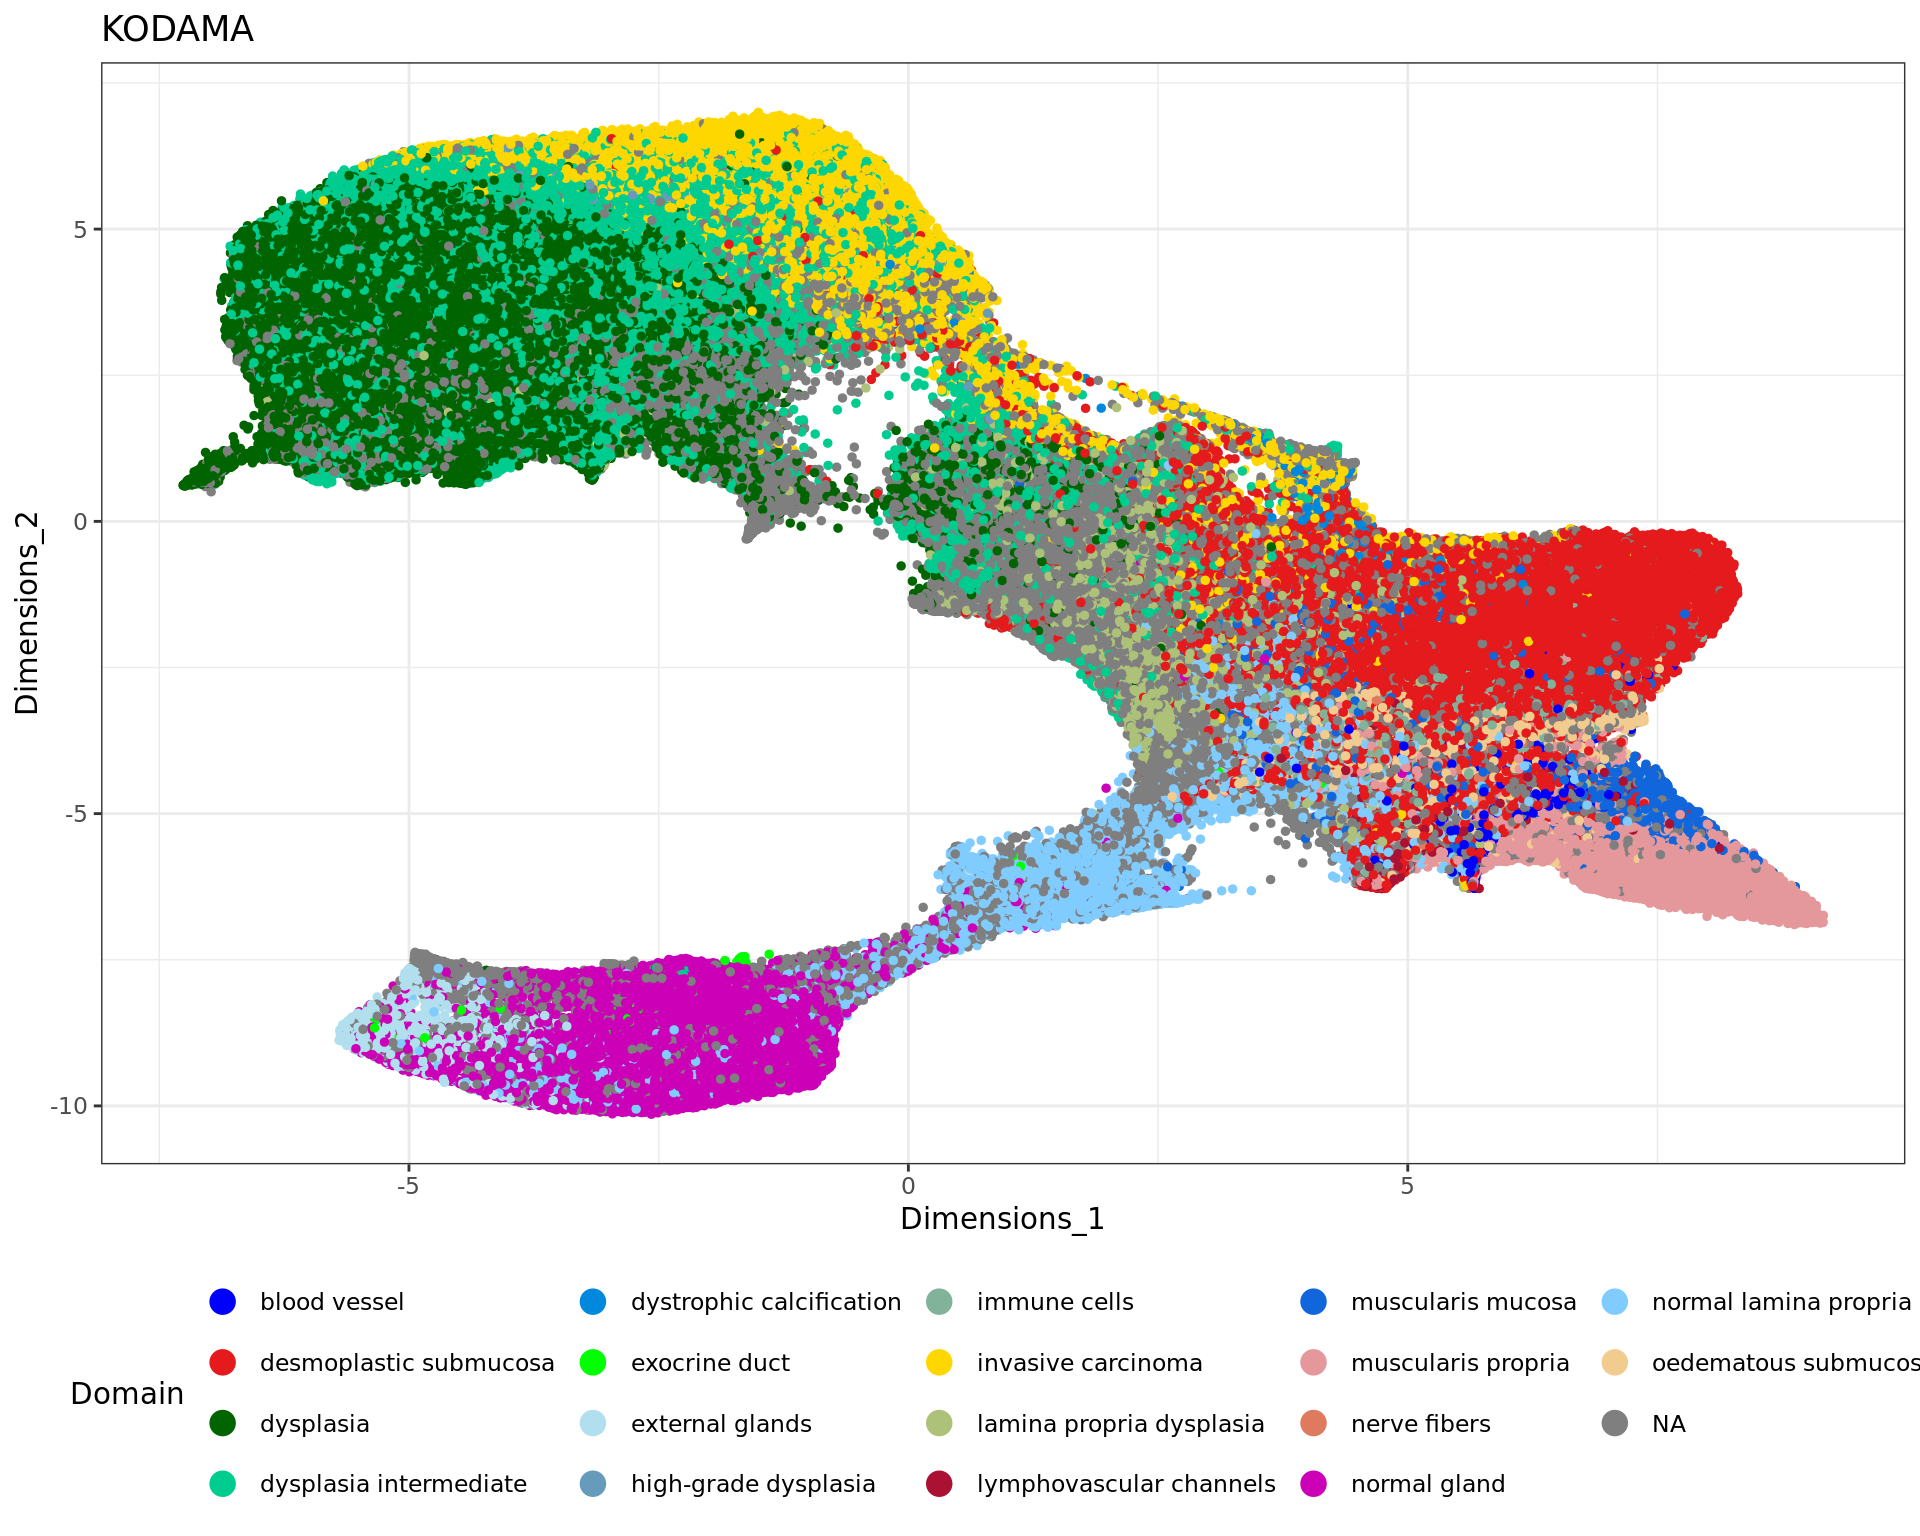 KODAMA
5
0
-5
-10
Dimensions_2
-5
0
5
Dimensions_1
Domain
blood vessel
desmoplastic submucosa
dysplasia
dysplasia intermediate
dystrophic calcification
exocrine duct
external glands
high-grade dysplasia
immune cells
invasive carcinoma
lamina propria dysplasia
lymphovascular channels
muscularis mucosa
muscularis propria
nerve fibers
normal gland
normal lamina propria
oedematous submucos
NA